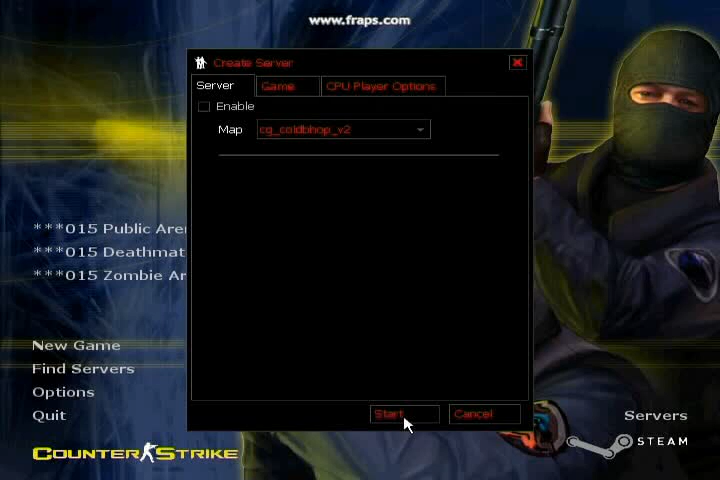 www.fraps.com
Create Server
Server Game CPU Player Options
Enable
Map cg_coldbhop_v2
***015 Public Aren
***015 Deathmat
***015 Zombie Ar
New Game
Find Servers
Options
Quit
Start Cancel
Servers
COUNTER STRIKE
STEAM